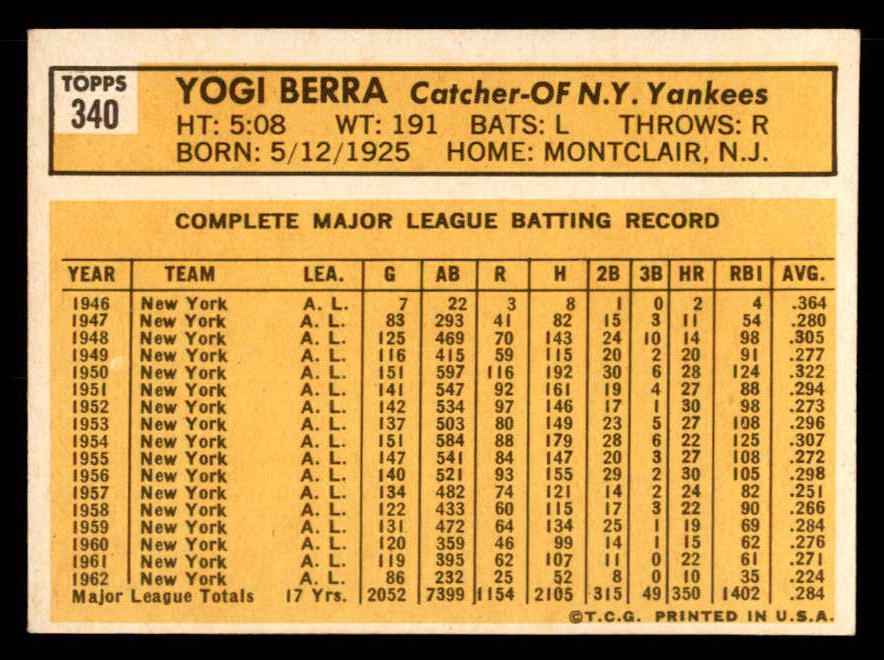 TOPPS
340
YOGI BERRA Catcher-OF N.Y. Yankees
HT: 5:08 WT: 191 BATS: L THROWS: R
BORN: 5/12/1925 HOME: MONTCLAIR, N.J.
COMPLETE MAJOR LEAGUE BATTING RECORD
YEAR TEAM LEA. G AB R H 2B 3B HR RBI AVG.
1946 New York A. L. 7 22 3 8 1 0 2 4 .364
1947 New York A. L. 83 293 41 82 15 3 11 54 .280
1948 New York A. L. 125 469 70 143 24 10 14 98 .305
1949 New York A. L. 116 415 59 115 20 2 20 91 .277
1950 New York A. L. 151 597 116 192 30 6 28 124 .322
1951 New York A. L. 141 547 92 161 19 4 27 88 .294
1952 New York A. L. 142 534 97 146 17 1 30 98 .273
1953 New York A. L. 137 503 80 149 23 5 27 108 .296
1954 New York A. L. 151 584 88 179 28 6 22 125 .307
1955 New York A. L. 147 541 84 147 20 3 27 108 .272
1956 New York A. L. 140 521 93 155 29 2 30 105 .298
1957 New York A. L. 134 482 74 121 14 2 24 82 .251
1958 New York A. L. 122 433 60 115 17 3 22 90 .266
1959 New York A. L. 131 472 64 134 25 1 19 69 .284
1960 New York A. L. 120 359 46 99 14 1 15 62 .276
1961 New York A. L. 119 395 62 107 11 0 22 61 .271
1962 New York A. L. 86 232 25 52 8 0 10 35 .224
Major League Totals 17 Yrs. 2052 7399 1154 2105 315 49 350 1402 .284
©T.C.G. PRINTED IN U.S.A.